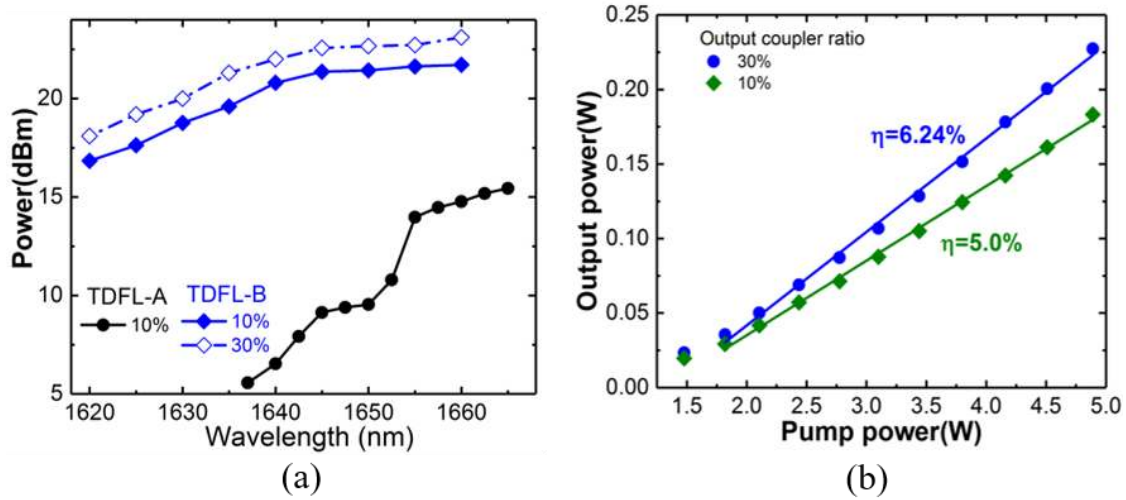 Power(dBm)
20
15
10
5
TDFL-A
10%
TDFL-B
10%
30%
1620 1630 1640 1650 1660
Wavelength (nm)
(a)
Output power(W)
0.25
0.20
0.15
0.10
0.05
0.00
Output coupler ratio
30%
10%
η=6.24%
η=5.0%
1.5 2.0 2.5 3.0 3.5 4.0 4.5 5.0
Pump power(W)
(b)